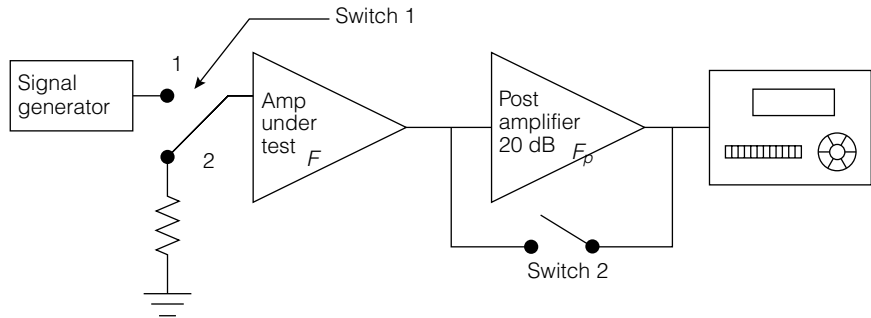 Switch 1
Signal
generator
1
2
Amp
under
test
F
Post
amplifier
20 dB
Fp
Switch 2